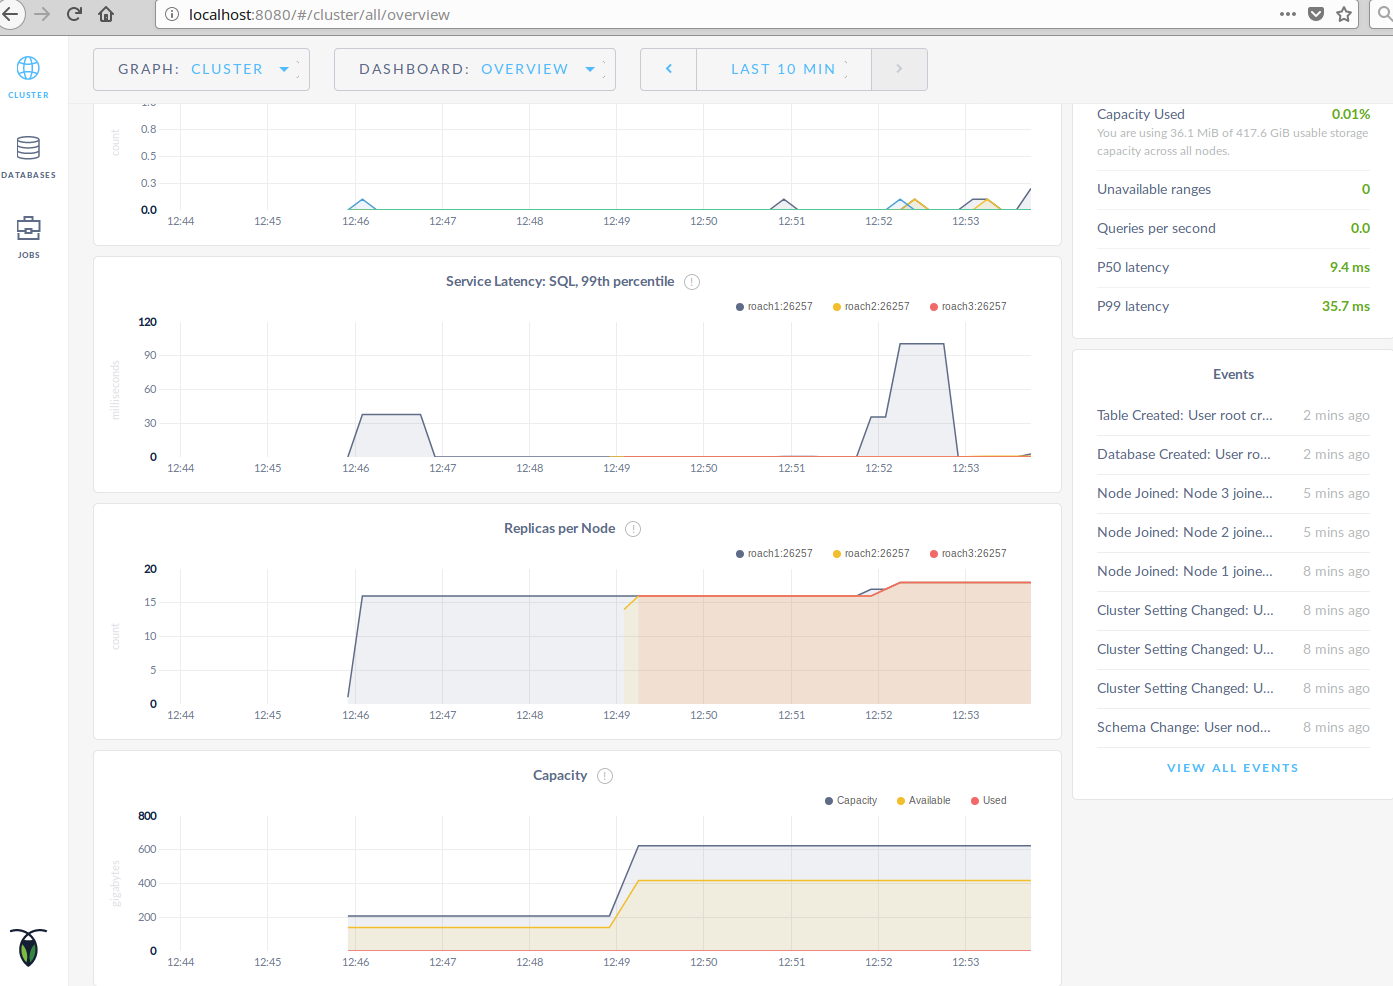 localhost:8080/#/cluster/all/overview
GRAPH: CLUSTER
DASHBOARD: OVERVIEW
LAST 10 MIN
CLUSTER
DATABASES
JOBS
count
0.8
0.5
0.3
0.0
12:44 12:45 12:46 12:47 12:48 12:49 12:50 12:51 12:52 12:53
Service Latency: SQL, 99th percentile
roach1:26257 roach2:26257 roach3:26257
milliseconds
120
90
60
30
0
12:44 12:45 12:46 12:47 12:48 12:49 12:50 12:51 12:52 12:53
Replicas per Node
roach1:26257 roach2:26257 roach3:26257
count
20
15
10
5
0
12:44 12:45 12:46 12:47 12:48 12:49 12:50 12:51 12:52 12:53
Capacity
Capacity Available Used
gigabytes
800
600
400
200
0
12:44 12:45 12:46 12:47 12:48 12:49 12:50 12:51 12:52 12:53
Capacity Used 0.01%
You are using 36.1 MiB of 417.6 GiB usable storage
capacity across all nodes.
Unavailable ranges 0
Queries per second 0.0
P50 latency 9.4 ms
P99 latency 35.7 ms
Events
Table Created: User root cr... 2 mins ago
Database Created: User ro... 2 mins ago
Node Joined: Node 3 joine... 5 mins ago
Node Joined: Node 2 joine... 5 mins ago
Node Joined: Node 1 joine... 8 mins ago
Cluster Setting Changed: U... 8 mins ago
Cluster Setting Changed: U... 8 mins ago
Cluster Setting Changed: U... 8 mins ago
Schema Change: User nod... 8 mins ago
VIEW ALL EVENTS